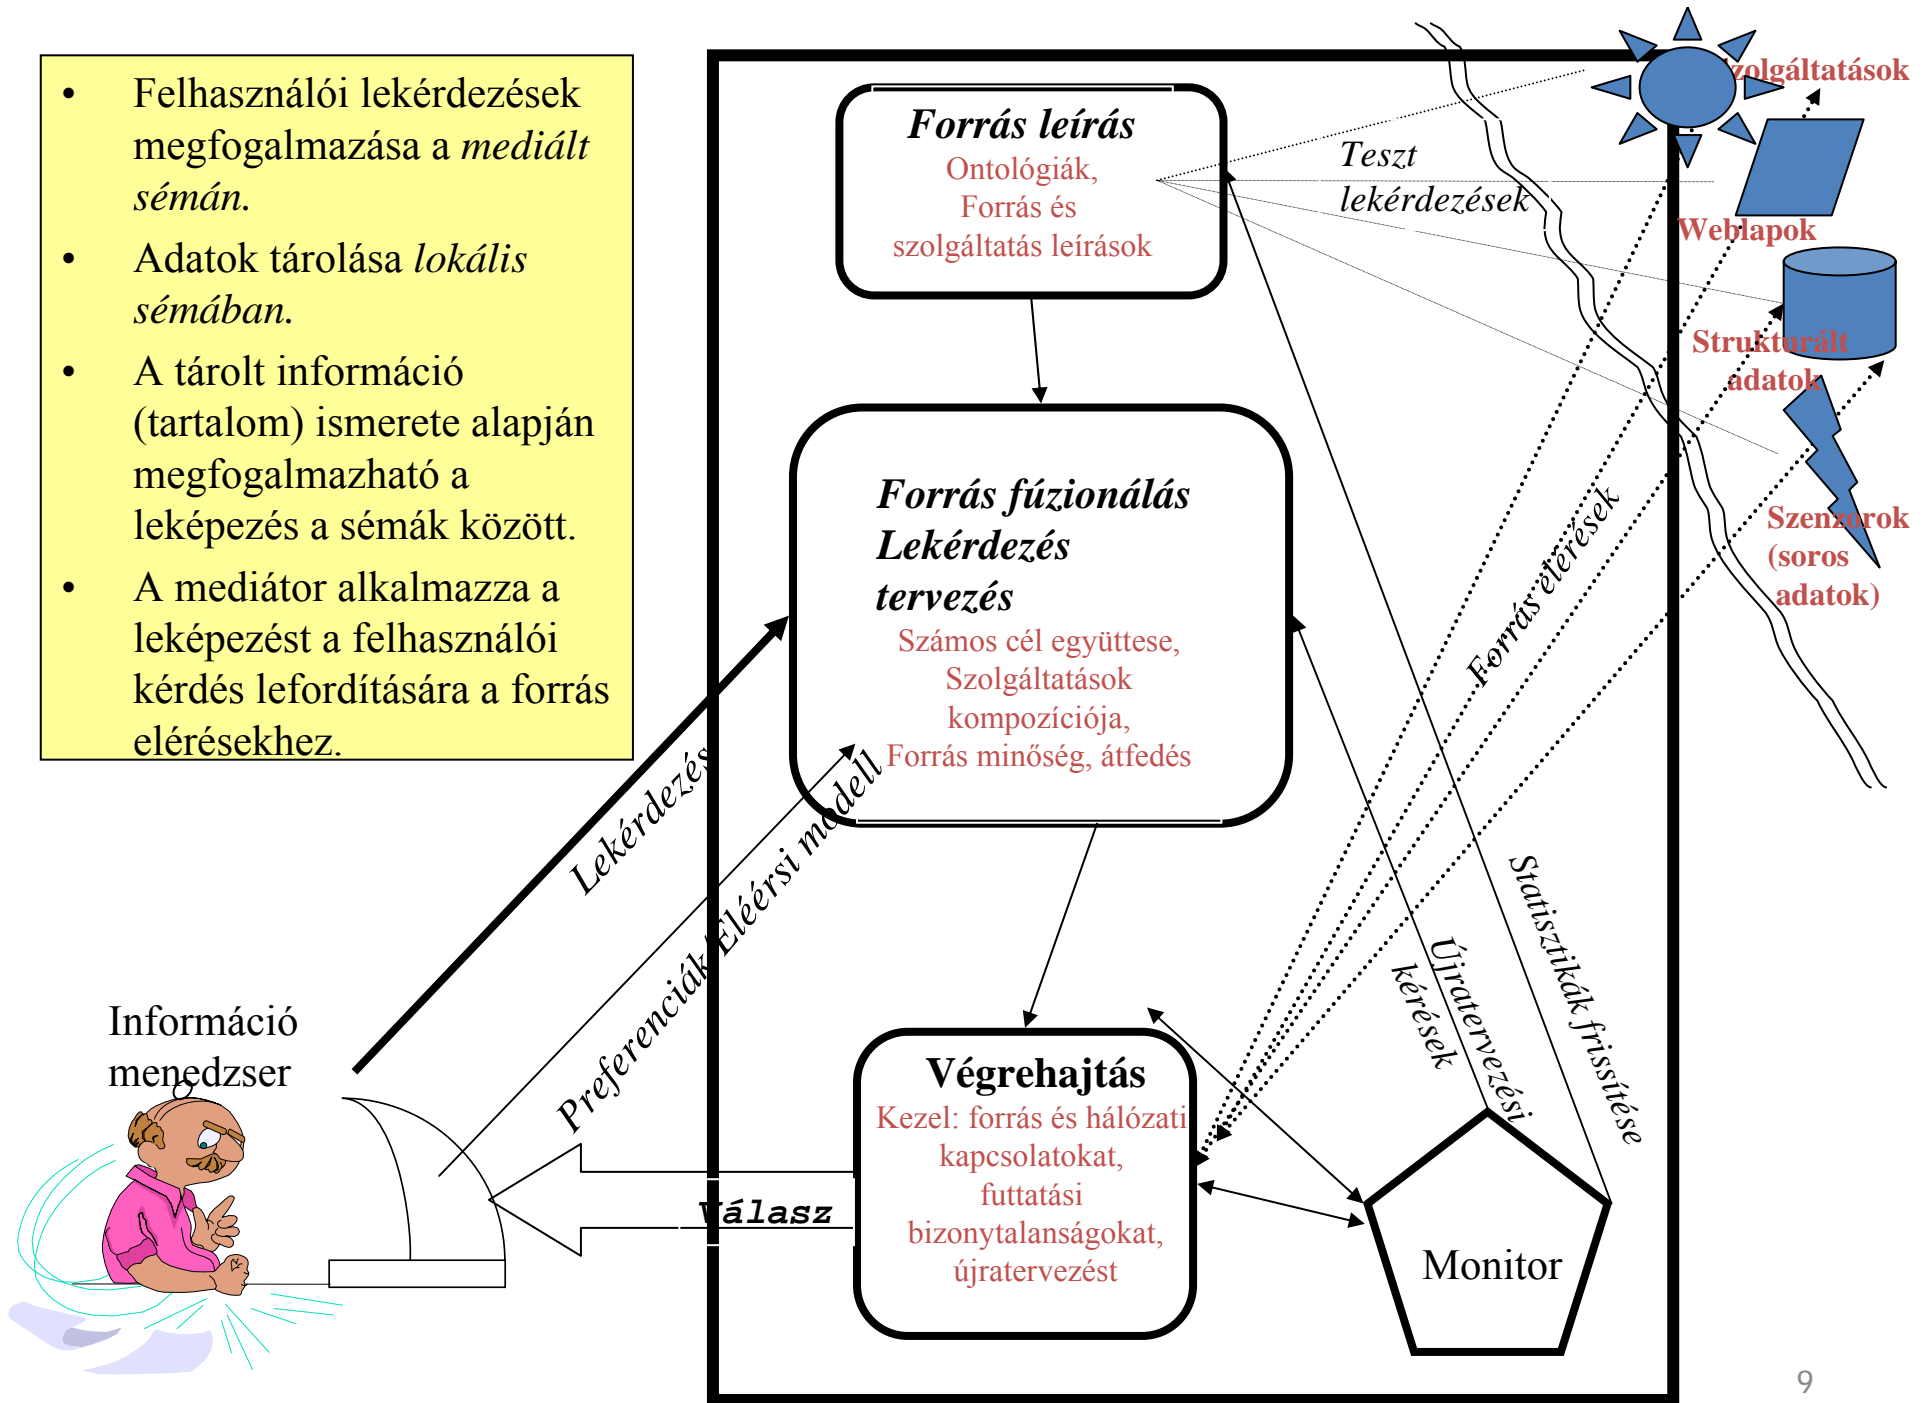 • Felhasználói lekérdezések
megfogalmazása a mediált
sémán.
• Adatok tárolása lokális
sémában.
• A tárolt információ
(tartalom) ismerete alapján
megfogalmazható a
leképezés a sémák között.
• A mediátor alkalmazza a
leképezést a felhasználói
kérdés lefordítására a forrás
elérésekhez.
Forrás leírás
Ontológiák,
Forrás és
szolgáltatás leírások
Teszt
lekérdezések
zolgáltatások
Weblapok
Strukturált
adatok
Szenzorok
(soros
adatok)
Forrás fúzionálás
Lekérdezés
tervezés
Számos cél együttese,
Szolgáltatások
kompozíciója,
Forrás minőség, átfedés
Forrás elérések
Lekérdezés
Preferenciák/Eléérsi modell
Statisztikák frissítése
Újratervezési
kérések
Információ
menedzser
Végrehajtás
Kezel: forrás és hálózati
kapcsolatokat,
futtatási
bizonytalanságokat,
újratervezést
Válasz
Monitor
9